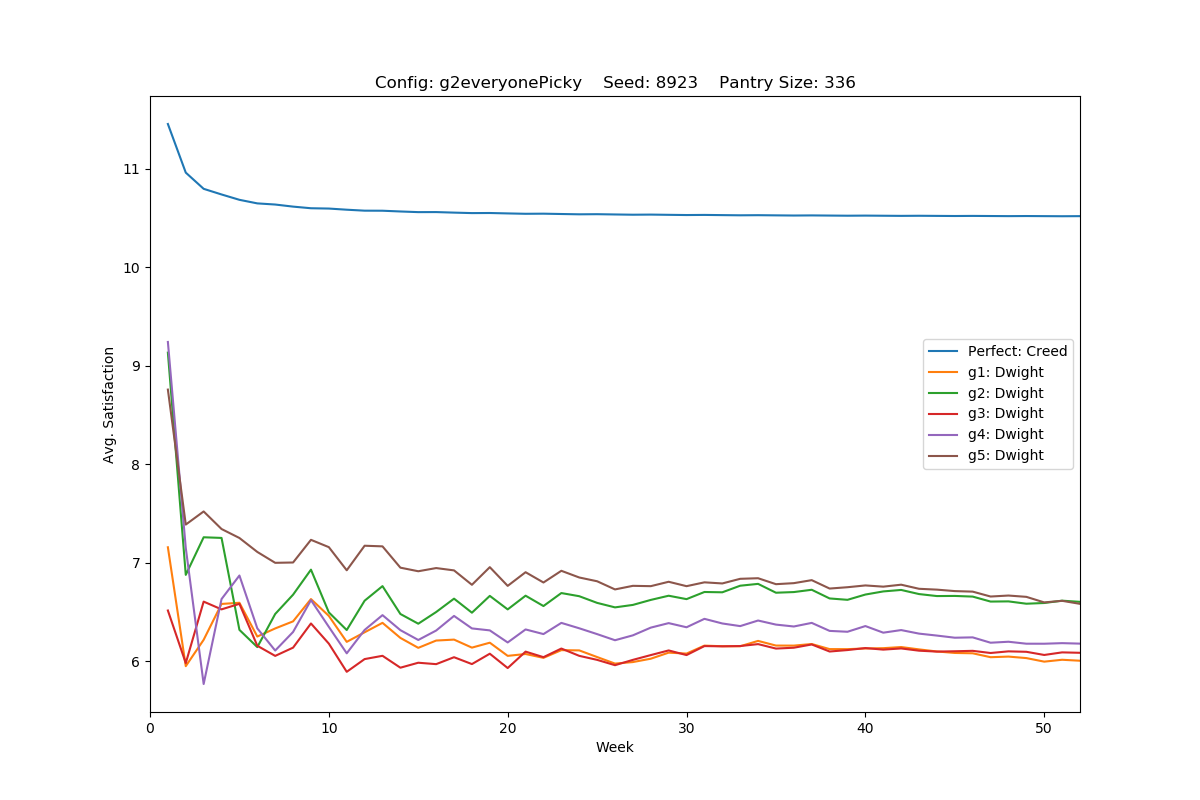 Config: g2everyonePicky    Seed: 8923    Pantry Size: 336
Avg. Satisfaction
11
10
9
8
7
6
Perfect: Creed
g1: Dwight
g2: Dwight
g3: Dwight
g4: Dwight
g5: Dwight
0 10 20 30 40 50
Week